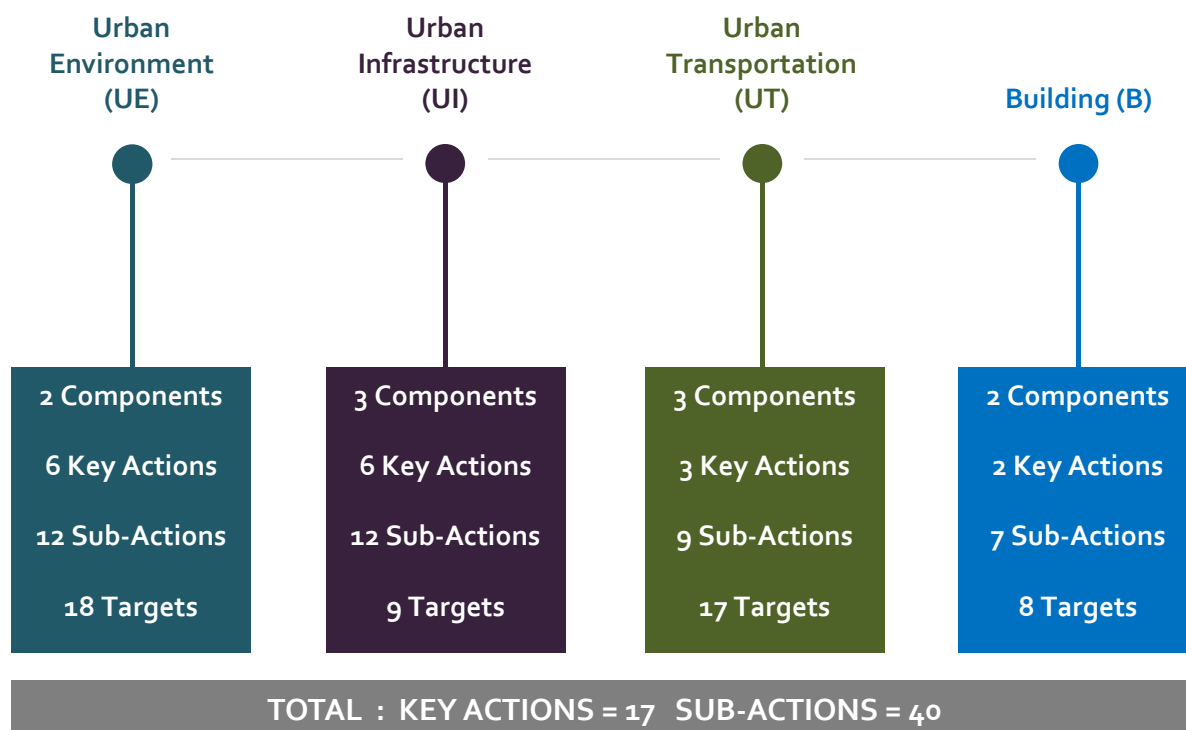 Urban
Environment
(UE)
Urban
Infrastructure
(UI)
Urban
Transportation
(UT)
Building (B)
2 Components
6 Key Actions
12 Sub-Actions
18 Targets
3 Components
6 Key Actions
12 Sub-Actions
9 Targets
3 Components
3 Key Actions
9 Sub-Actions
17 Targets
2 Components
2 Key Actions
7 Sub-Actions
8 Targets
TOTAL : KEY ACTIONS = 17 SUB-ACTIONS = 40